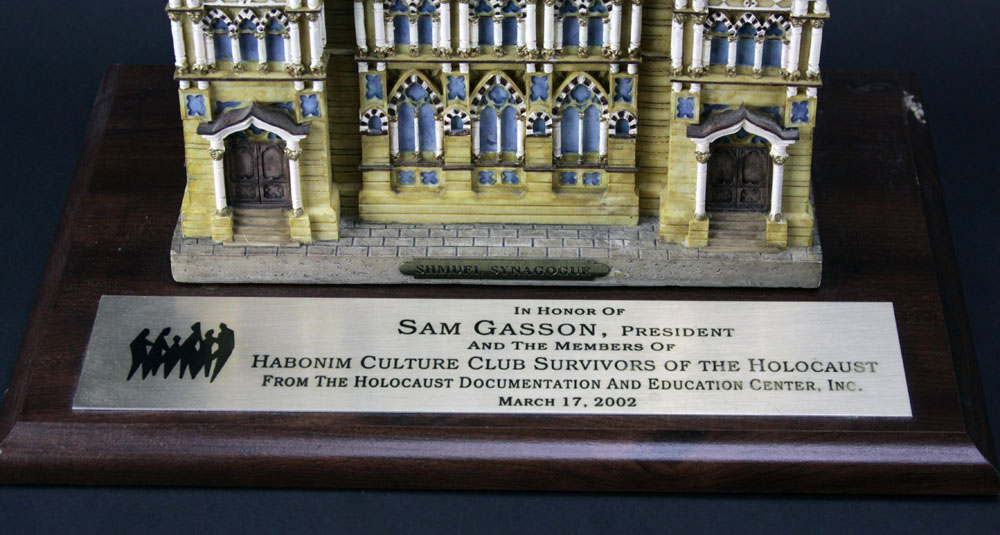 SHMUEL SYNAGOGUE
IN HONOR OF
SAM GASSON, PRESIDENT
AND THE MEMBERS OF
HABONIM CULTURE CLUB SURVIVORS OF THE HOLOCAUST
FROM THE HOLOCAUST DOCUMENTATION AND EDUCATION CENTER, INC.
MARCH 17, 2002